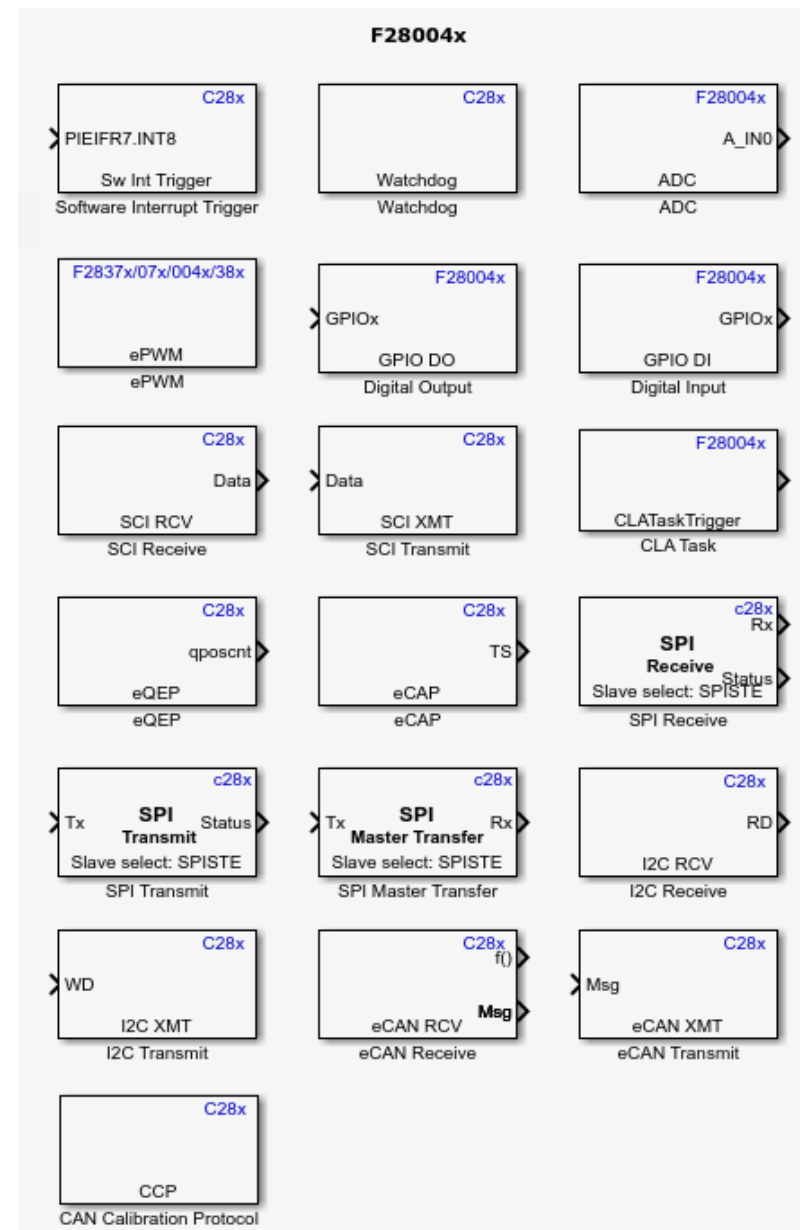 F28004x
C28x
PIEIFR7.INT8
Sw Int Trigger
Software Interrupt Trigger
C28x
Watchdog
Watchdog
F28004x
A_IN0
ADC
ADC
F2837x/07x/004x/38x
ePWM
ePWM
F28004x
GPIOx
GPIO DO
Digital Output
F28004x
GPIOx
GPIO DI
Digital Input
C28x
Data
SCI RCV
SCI Receive
C28x
Data
SCI XMT
SCI Transmit
F28004x
CLATaskTrigger
CLA Task
C28x
qposcnt
eQEP
eQEP
C28x
TS
eCAP
eCAP
c28x
Rx
SPI
Receive
Status
Slave select: SPISTE
SPI Receive
c28x
Tx
SPI
Status
Transmit
Slave select: SPISTE
SPI Transmit
c28x
Tx
SPI
Rx
Master Transfer
Slave select: SPISTE
SPI Master Transfer
C28x
RD
I2C RCV
I2C Receive
C28x
WD
I2C XMT
I2C Transmit
C28x
f()
Msg
eCAN RCV
eCAN Receive
C28x
Msg
eCAN XMT
eCAN Transmit
C28x
CCP
CAN Calibration Protocol